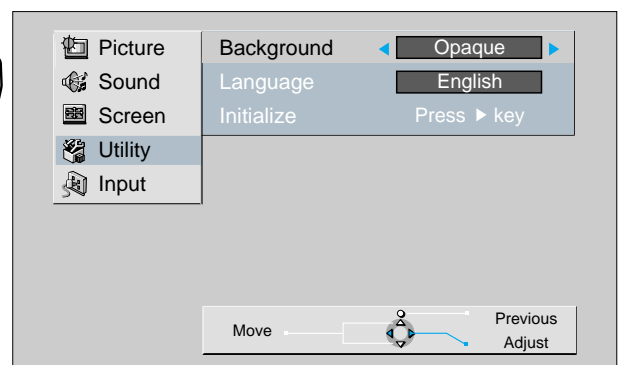 Picture
Sound
Screen
Utility
Input
Background Opaque
Language English
Initialize Press ▶ key
Move
Previous
Adjust